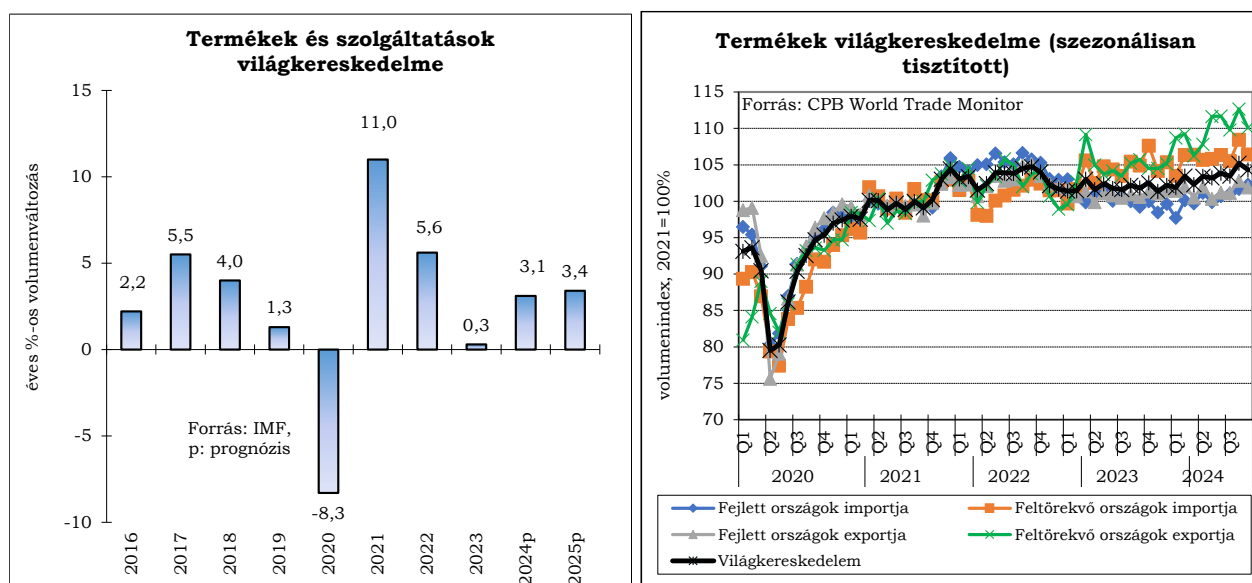 Termékek és szolgáltatások
világkereskedelme
éves %-os volumenváltozás
15
10
5
0
-5
-10
2,2
5,5
4,0
1,3
-8,3
11,0
5,6
0,3
3,1
3,4
Forrás: IMF,
p: prognózis
2016
2017
2018
2019
2020
2021
2022
2023
2024p
2025p
Termékek világkereskedelme (szezonálisan
tisztított)
Forrás: CPB World Trade Monitor
volumenindex, 2021=100%
115
110
105
100
95
90
85
80
75
70
Q1 Q2 Q3 Q4 Q1 Q2 Q3 Q4 Q1 Q2 Q3 Q4 Q1 Q2 Q3 Q4 Q1 Q2 Q3
2020 2021 2022 2023 2024
Fejlett országok importja Feltörekvő országok importja
Fejlett országok exportja Feltörekvő országok exportja
Világkereskedelem